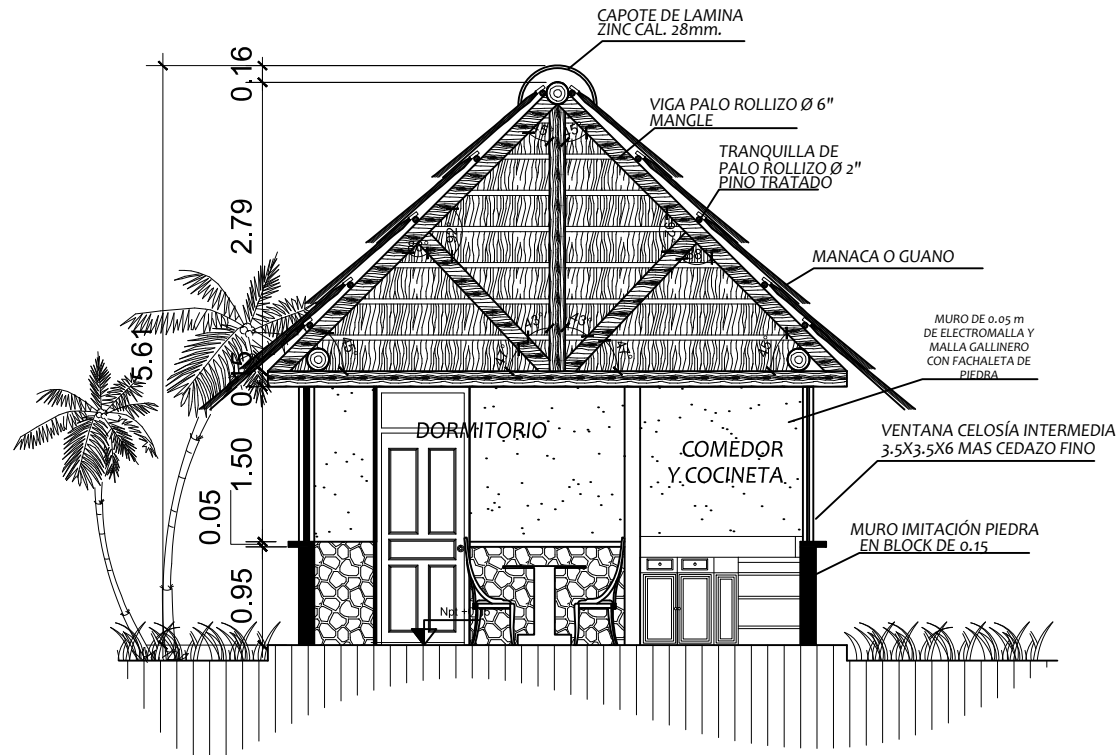 CAPOTE DE LAMINA
ZINC CAL. 28mm.
0.16
VIGA PALO ROLLIZO Ø 6"
MANGLE
TRANQUILLA DE
PALO ROLLIZO Ø 2"
PINO TRATADO
2.79
MANACA O GUANO
MURO DE 0.05 m
DE ELECTROMALLA Y
MALLA GALLINERO
CON FACHALETA DE
PIEDRA
5.61
43°
45°
DORMITORIO
COMEDOR
Y COCINETA
VENTANA CELOSÍA INTERMEDIA
3.5X3.5X6 MAS CEDAZO FINO
1.50
0.05
MURO IMITACIÓN PIEDRA
EN BLOCK DE 0.15
0.95
Npt